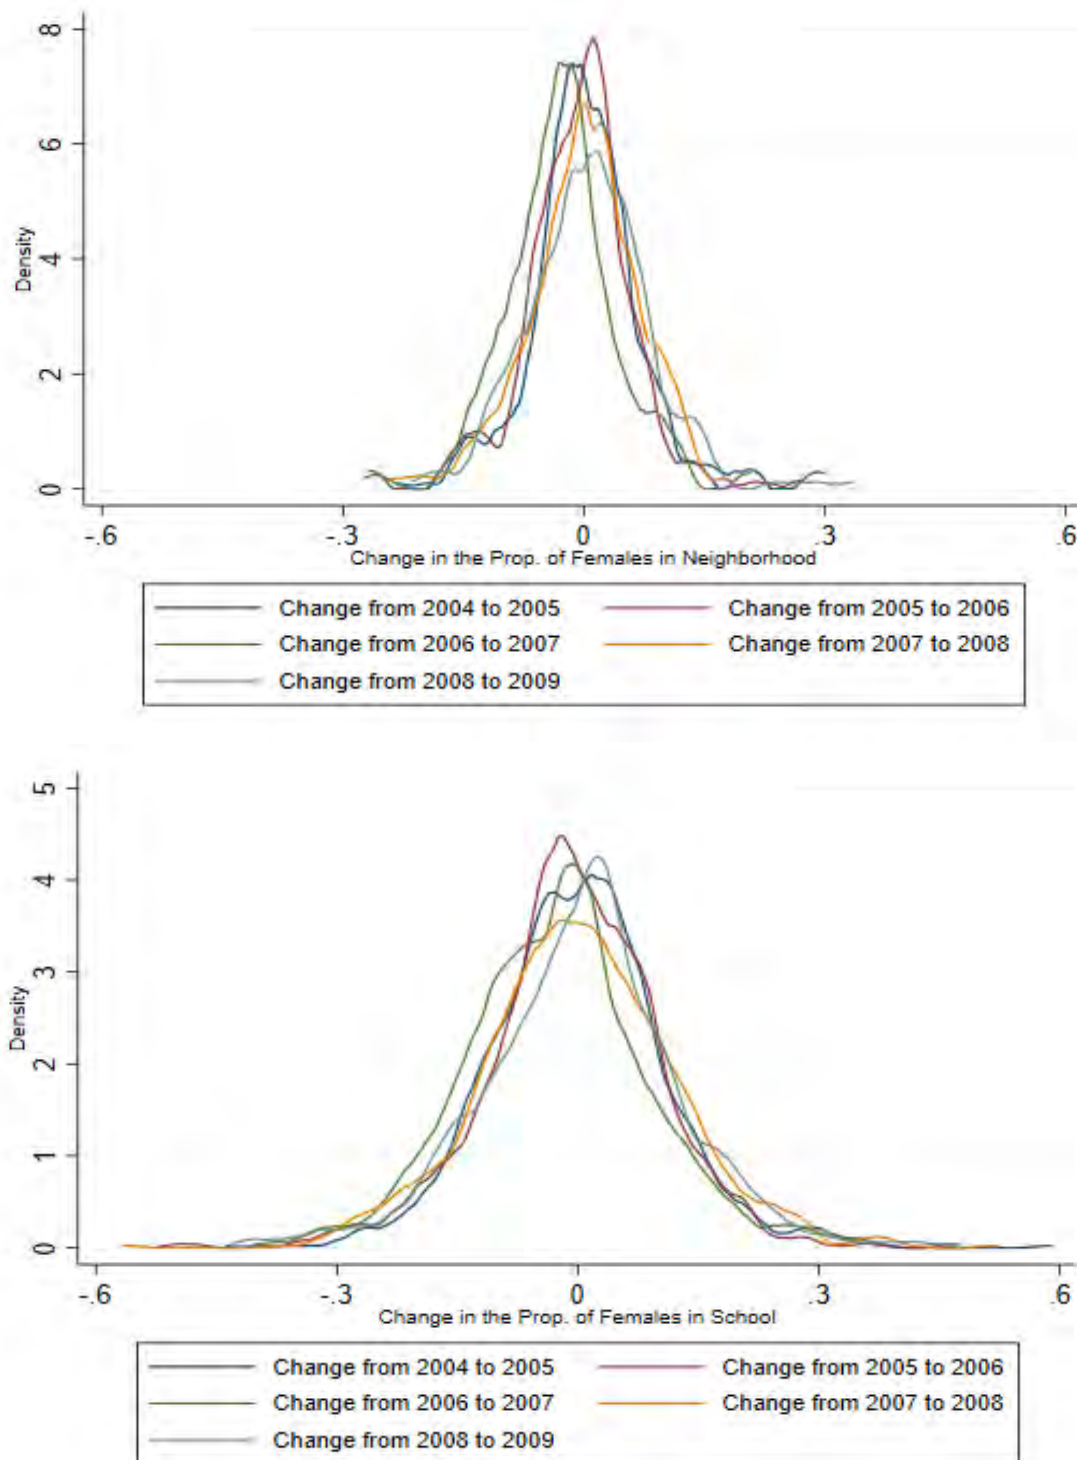 8
6
4
2
0
Density
-.6 -.3 0 .3 .6
Change in the Prop. of Females in Neighborhood
Change from 2004 to 2005 Change from 2005 to 2006
Change from 2006 to 2007 Change from 2007 to 2008
Change from 2008 to 2009
5
4
3
2
1
0
Density
-.6 -.3 0 .3 .6
Change in the Prop. of Females in School
Change from 2004 to 2005 Change from 2005 to 2006
Change from 2006 to 2007 Change from 2007 to 2008
Change from 2008 to 2009